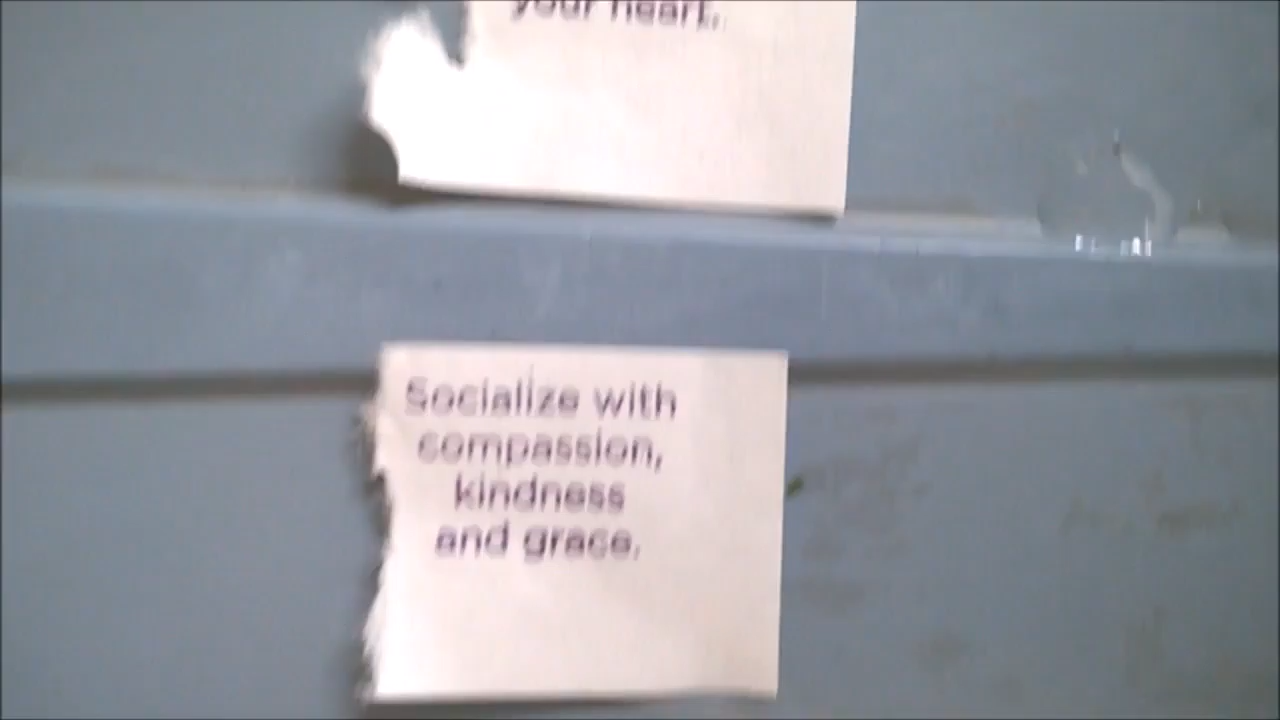 your heart.
Socialize with
compassion,
kindness
and grace.